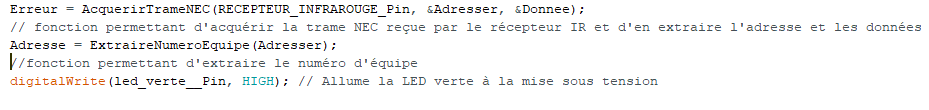 Erreur = AcquerirTrameNEC(RECEPTEUR_INFRAROUGE_Pin, &Adresser, &Donnee);
// fonction permettant d'acquérir la trame NEC reçue par le récepteur IR et d'en extraire l'adresse et les données
Adresse = ExtraireNumeroEquipe(Adresser);
//fonction permettant d'extraire le numéro d'équipe
digitalWrite(led_verte__Pin, HIGH); // Allume la LED verte à la mise sous tension